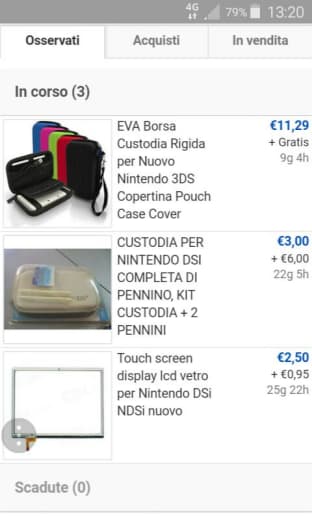 4G 79% 13:20
Osservati Acquisti In vendita
In corso (3)
EVA Borsa €11,29
Custodia Rigida + Gratis
per Nuovo 9g 4h
Nintendo 3DS
Copertina Pouch
Case Cover
CUSTODIA PER €3,00
NINTENDO DSI + €6,00
COMPLETA DI 22g 5h
PENNINO, KIT
CUSTODIA + 2
PENNINI
Touch screen €2,50
display lcd vetro + €0,95
per Nintendo DSi 25g 22h
NDSi nuovo
Scadute (0)